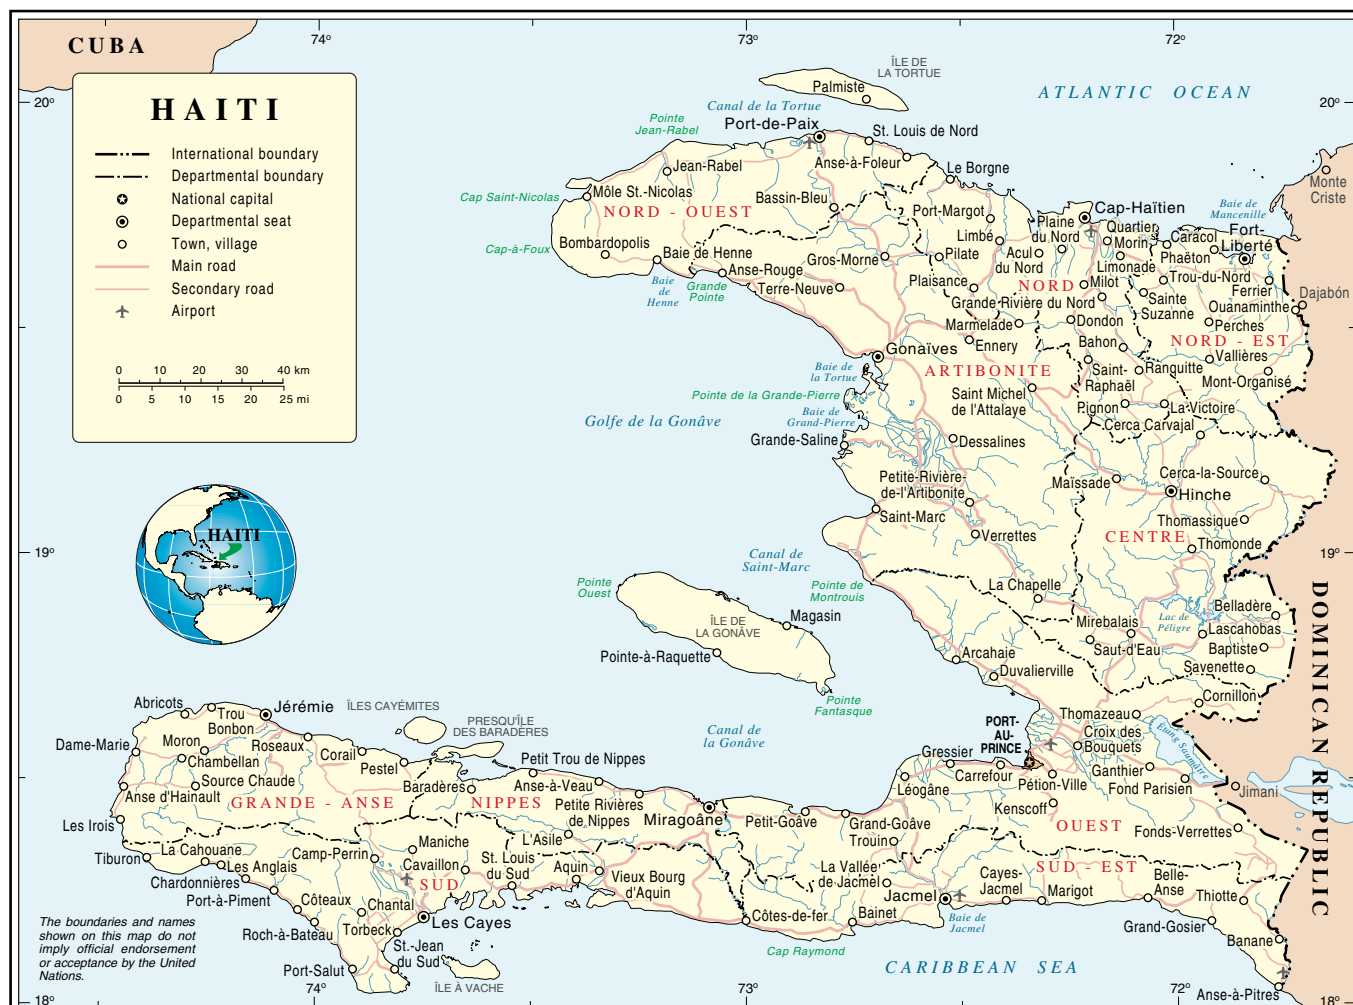 74°
73°
72°
CUBA
HAITI
International boundary
Departmental boundary
National capital
Departmental seat
Town, village
Main road
Secondary road
Airport
0 10 20 30 40 km
0 5 10 15 20 25 mi
20°
20°
ÎLE DE
LA TORTUE
Palmiste
ATLANTIC OCEAN
Canal de la Tortue
Pointe
Jean-Rabel
Port-de-Paix
St. Louis de Nord
Jean-Rabel
Anse-à-Foleur
Le Borgne
Monte
Criste
Cap Saint-Nicolas
Môle St.-Nicolas
NORD - OUEST
Bassin-Bleu
Port-Margot
Cap-Haïtien
Baie de
Mancenille
Plaine
du Nord
Quartier
Morin
Caracol
Fort-
Liberté
Cap-à-Foux
Bombardopolis
Baie de Henne
Limbé
Acul
du Nord
Limonade
Phaëton
Anse-Rouge
Gros-Morne
Pilate
Trou-du-Nord
Baie
de
Henne
Grande
Pointe
Terre-Neuve
Plaisance
NORD
Milot
Ferrier
Dajabón
Grande Rivière du Nord
Sainte
Suzanne
Ouanaminthe
Marmelade
Dondon
Perches
Gonaïves
Ennery
Bahon
NORD - EST
Baie de
la Tortue
ARTIBONITE
Saint-
Raphaël
Ranquitte
Vallières
Mont-Organisé
Pointe de la Grande-Pierre
Saint Michel
de l'Attalaye
Pignon
La Victoire
Golfe de la Gonâve
Baie de
Grand-Pierre
Cerca Carvajal
Grande-Saline
Dessalines
Petite-Rivière-
de-l'Artibonite
Maïssade
Cerca-la-Source
Hinche
Saint-Marc
Thomassique
Verrettes
CENTRE
Thomonde
HAITI
19°
19°
Canal de
Saint-Marc
Pointe
Ouest
Pointe de
Montrouis
La Chapelle
ÎLE DE
LA GONÂVE
Magasin
Belladère
Mirebalais
Lac de
Péligre
Lascahobas
Pointe-à-Raquette
Arcahaie
Saut-d'Eau
Baptiste
Duvalierville
Savenette
Pointe
Fantasque
Cornillon
DOMINICAN REPUBLIC
Abricots
Trou
Bonbon
Jérémie
ÎLES CAYÉMITES
PRESQU'ÎLE
DES BARADÈRES
Canal de
la Gonâve
PORT-
AU-
PRINCE
Thomazeau
Croix des
Bouquets
Étang Saumâtre
Dame-Marie
Moron
Roseaux
Corail
Chambellan
Pestel
Petit Trou de Nippes
Gressier
Carrefour
Ganthier
Source Chaude
Baradères
Anse-à-Veau
Pétion-Ville
Fond Parisien
Jimani
Anse d'Hainault
GRANDE - ANSE
NIPPES
Petite Rivières
de Nippes
Léogâne
Kenscoff
Les Irois
Miragoâne
Petit-Goâve
Grand-Goâve
OUEST
Fonds-Verrettes
L'Asile
Maniche
Trouin
Tiburon
La Cahouane
Camp-Perrin
St. Louis
du Sud
Les Anglais
Cavaillon
Aquin
La Vallée
de Jacmel
SUD - EST
Chardonnières
SUD
Vieux Bourg
d'Aquin
Cayes-
Jacmel
Belle-
Anse
Port-à-Piment
Côteaux
Chantal
Jacmel
Marigot
Thiotte
Les Cayes
Côtes-de-fer
Bainet
Baie de
Jacmel
Grand-Gosier
Roch-à-Bateau
Torbeck
St.-Jean
du Sud
Cap Raymond
Banane
Port-Salut
ÎLE À VACHE
CARIBBEAN SEA
Anse-à-Pitres
The boundaries and names
shown on this map do not
imply official endorsement
or acceptance by the United
Nations.
18°
74°
73°
72°
18°